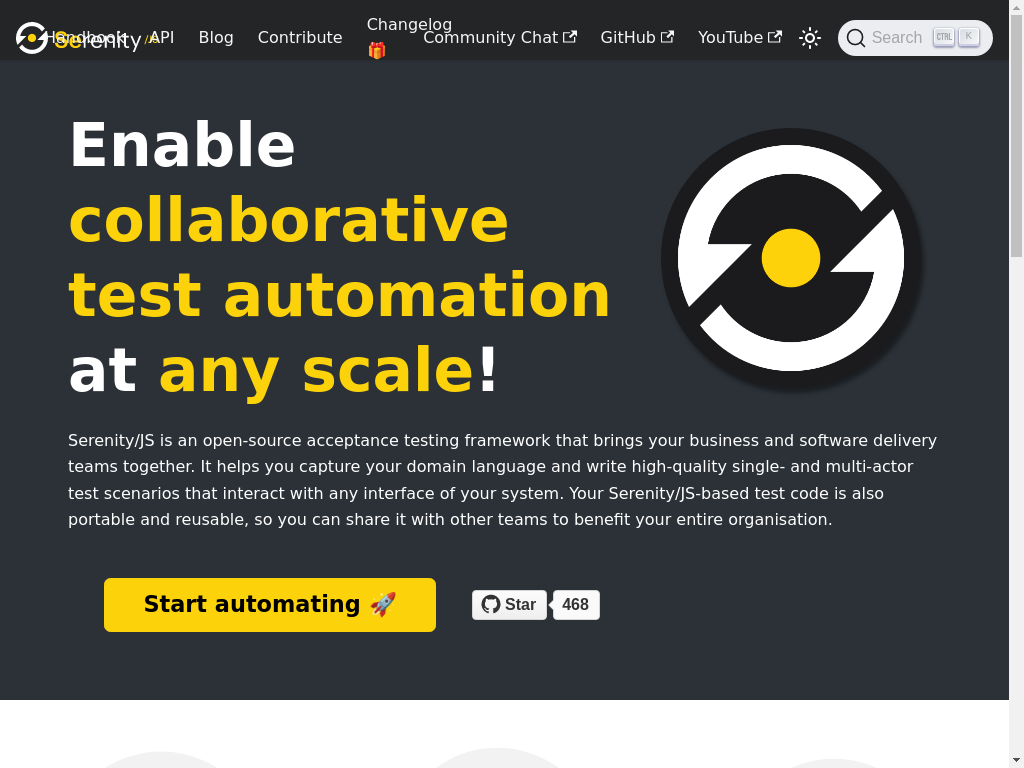 Serenity/JS
Handbook
API
Blog
Contribute
Changelog 🎁
Community Chat
GitHub
YouTube
Search
CTRL
K
Enable
collaborative
test automation
at any scale!
Serenity/JS is an open-source acceptance testing framework that brings your business and software delivery
teams together. It helps you capture your domain language and write high-quality single- and multi-actor
test scenarios that interact with any interface of your system. Your Serenity/JS-based test code is also
portable and reusable, so you can share it with other teams to benefit your entire organisation.
Start automating 🚀
Star
468